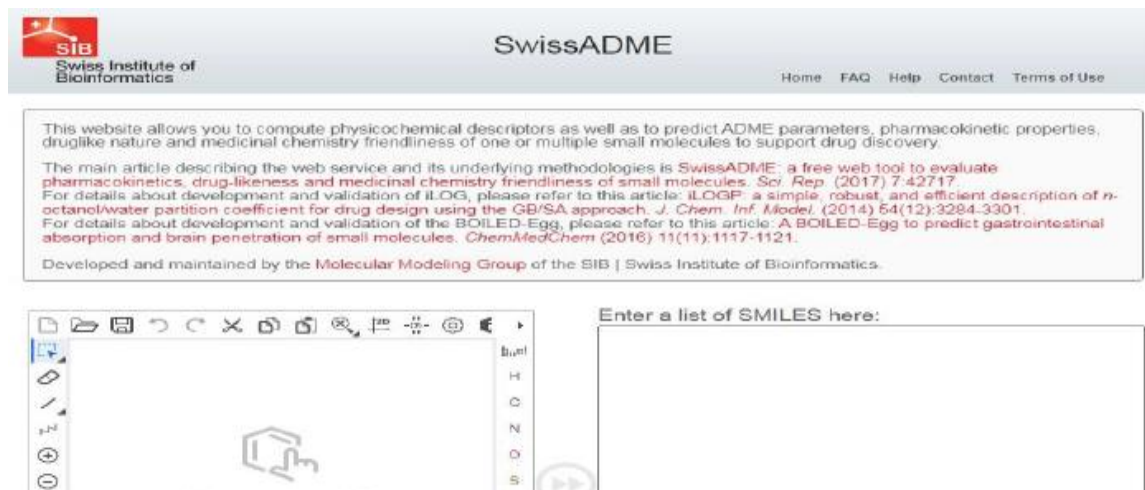 SIB
Swiss Institute of
Bioinformatics
SwissADME
Home FAQ Help Contact Terms of Use
This website allows you to compute physicochemical descriptors as well as to predict ADME parameters, pharmacokinetic properties,
druglike nature and medicinal chemistry friendliness of one or multiple small molecules to support drug discovery.
The main article describing the web service and its underlying methodologies is SwissADME: a free web tool to evaluate
pharmacokinetics, drug-likeness and medicinal chemistry friendliness of small molecules. Sci. Rep. (2017) 7:42717.
For details about development and validation of iLOG, please refer to this article: iLOGP: a simple, robust, and efficient description of n-
octanol/water partition coefficient for drug design using the GB/SA approach. J. Chem. Inf. Model. (2014) 54(12):3284-3301.
For details about development and validation of the BOILED-Egg, please refer to this article: A BOILED-Egg to predict gastrointestinal
absorption and brain penetration of small molecules. ChemMedChem (2016) 11(11):1117-1121.
Developed and maintained by the Molecular Modeling Group of the SIB | Swiss Institute of Bioinformatics.
Enter a list of SMILES here:
2D
H
C
N
O
S